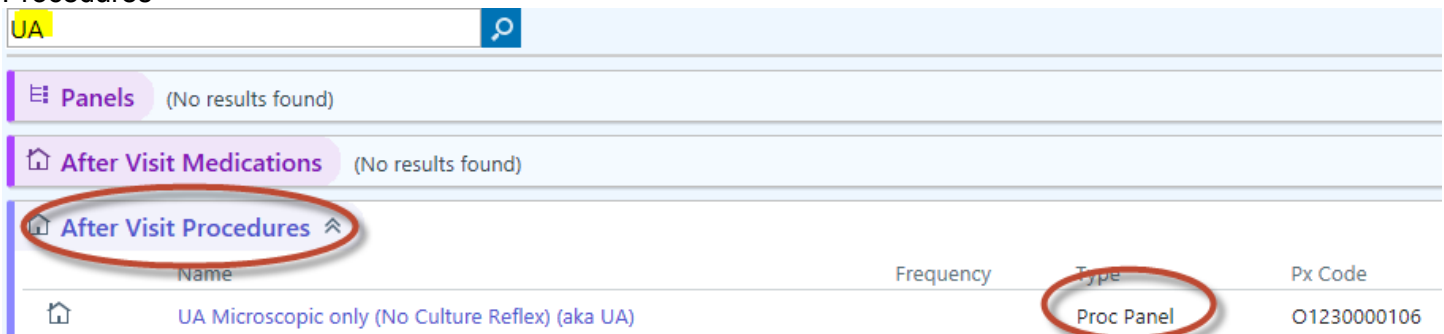 Procedures
UA
Panels (No results found)
After Visit Medications (No results found)
After Visit Procedures
Name Frequency Type Px Code
UA Microscopic only (No Culture Reflex) (aka UA) Proc Panel O1230000106